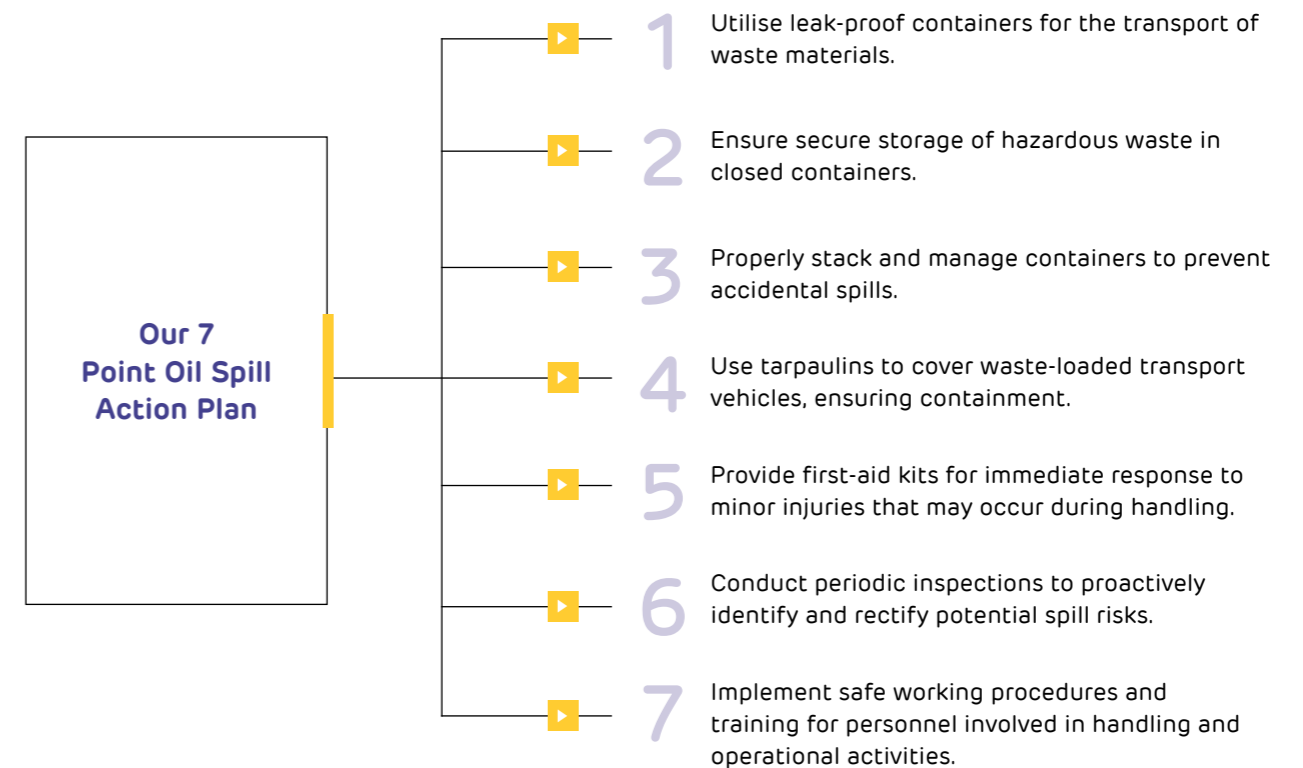 Our 7
Point Oil Spill
Action Plan
1
Utilise leak-proof containers for the transport of
waste materials.
2
Ensure secure storage of hazardous waste in
closed containers.
3
Properly stack and manage containers to prevent
accidental spills.
4
Use tarpaulins to cover waste-loaded transport
vehicles, ensuring containment.
5
Provide first-aid kits for immediate response to
minor injuries that may occur during handling.
6
Conduct periodic inspections to proactively
identify and rectify potential spill risks.
7
Implement safe working procedures and
training for personnel involved in handling and
operational activities.